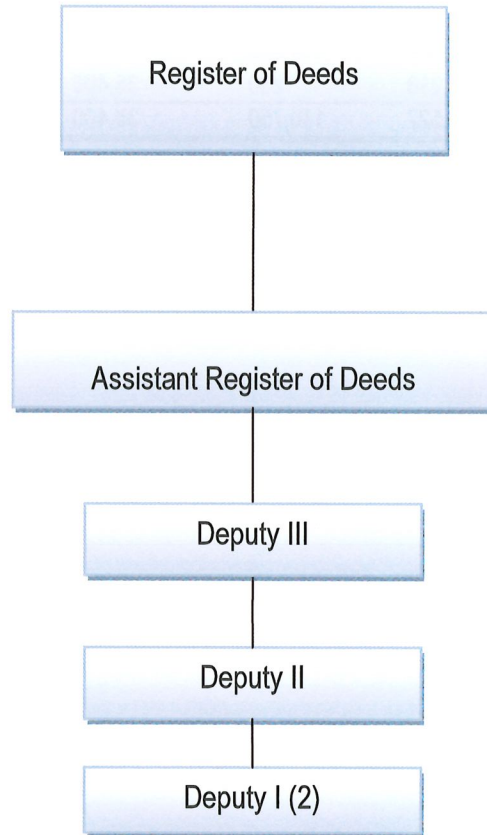 Register of Deeds
Assistant Register of Deeds
Deputy III
Deputy II
Deputy I (2)